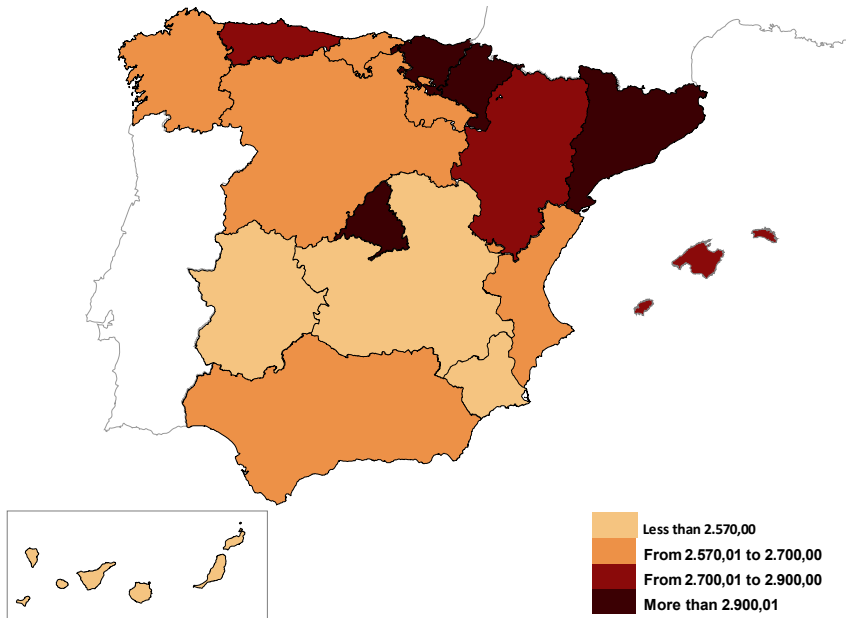 Less than 2.570,00
From 2.570,01 to 2.700,00
From 2.700,01 to 2.900,00
More than 2.900,01